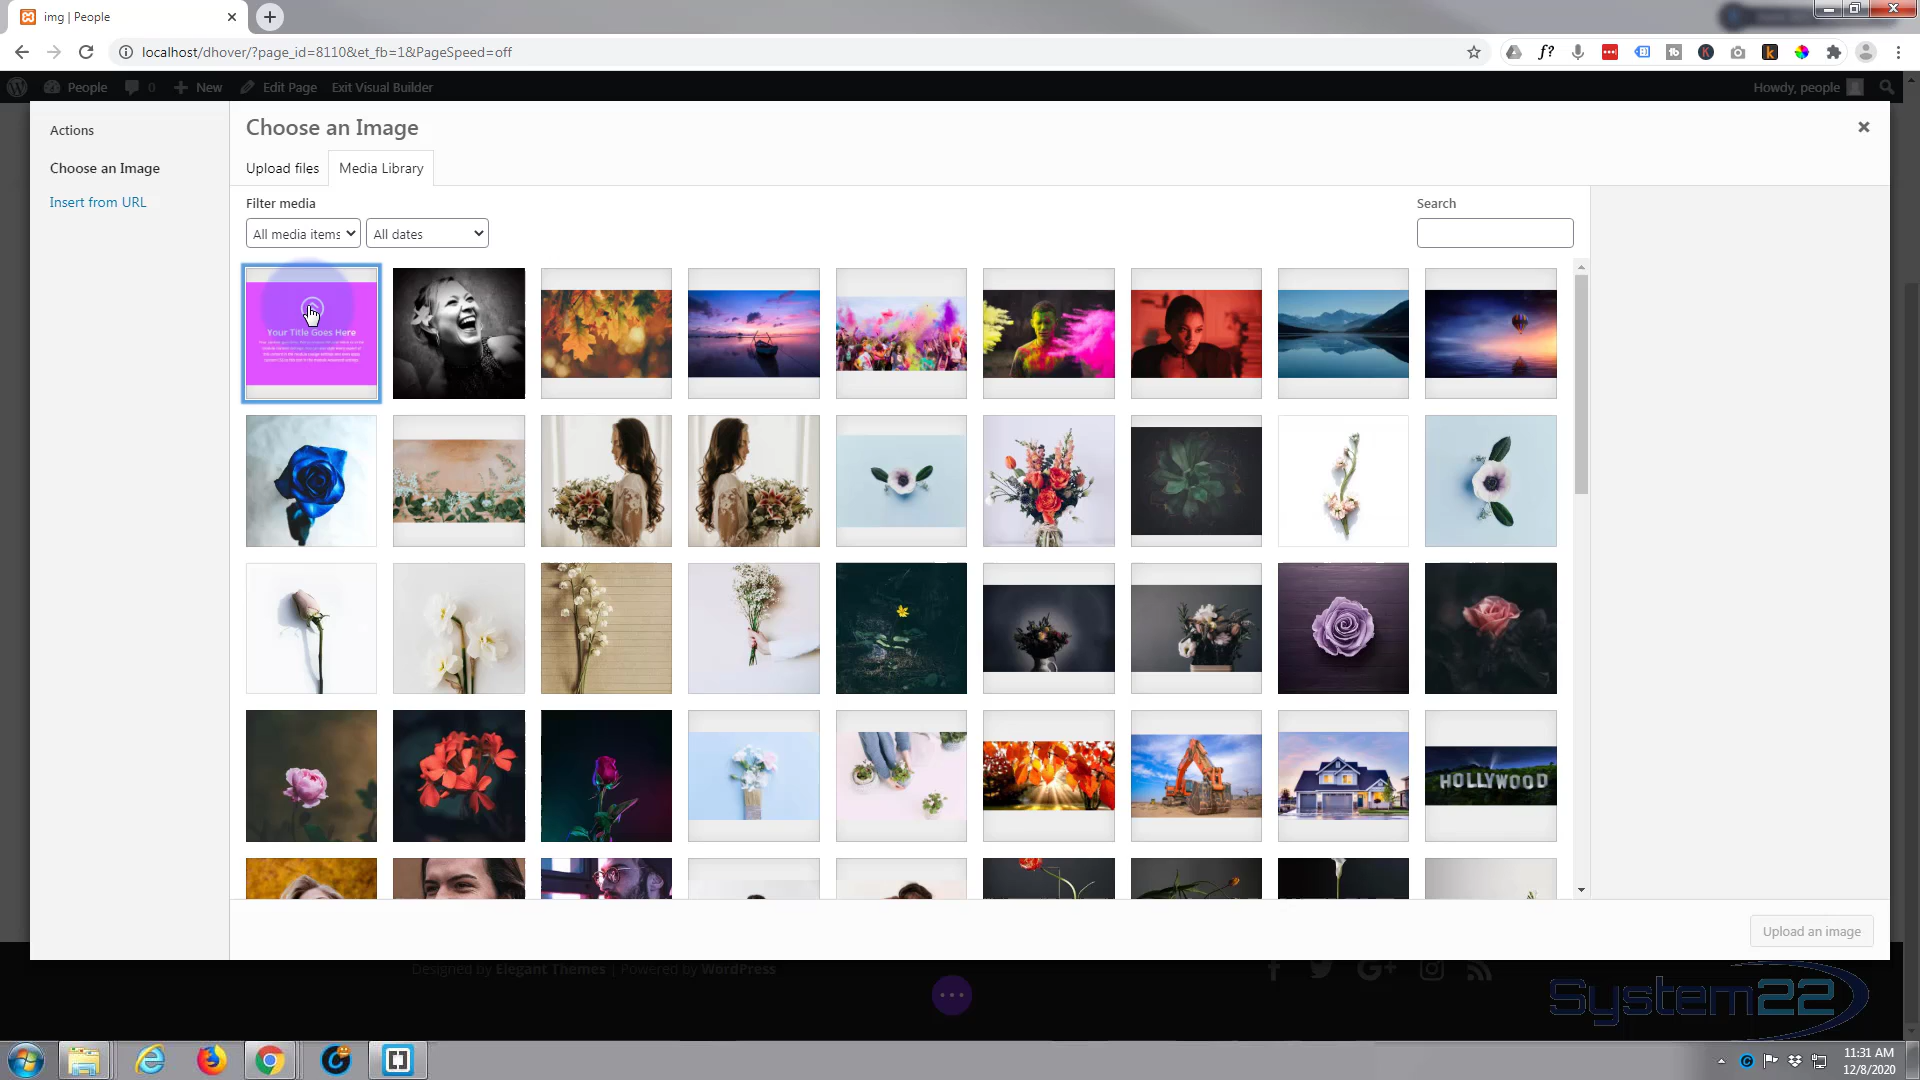 img | People
localhost/dhover/?page_id=8110&et_fb=1&PageSpeed=off
People
0
New
Edit Page
Exit Visual Builder
Howdy, people
Actions
Choose an Image
Insert from URL
Choose an Image
Upload files
Media Library
Filter media
All media items
All dates
Search
Your Title Goes Here
HOLLYWOOD
Upload an image
Designed by Elegant Themes | Powered by WordPress
System22
11:31 AM
12/8/2020